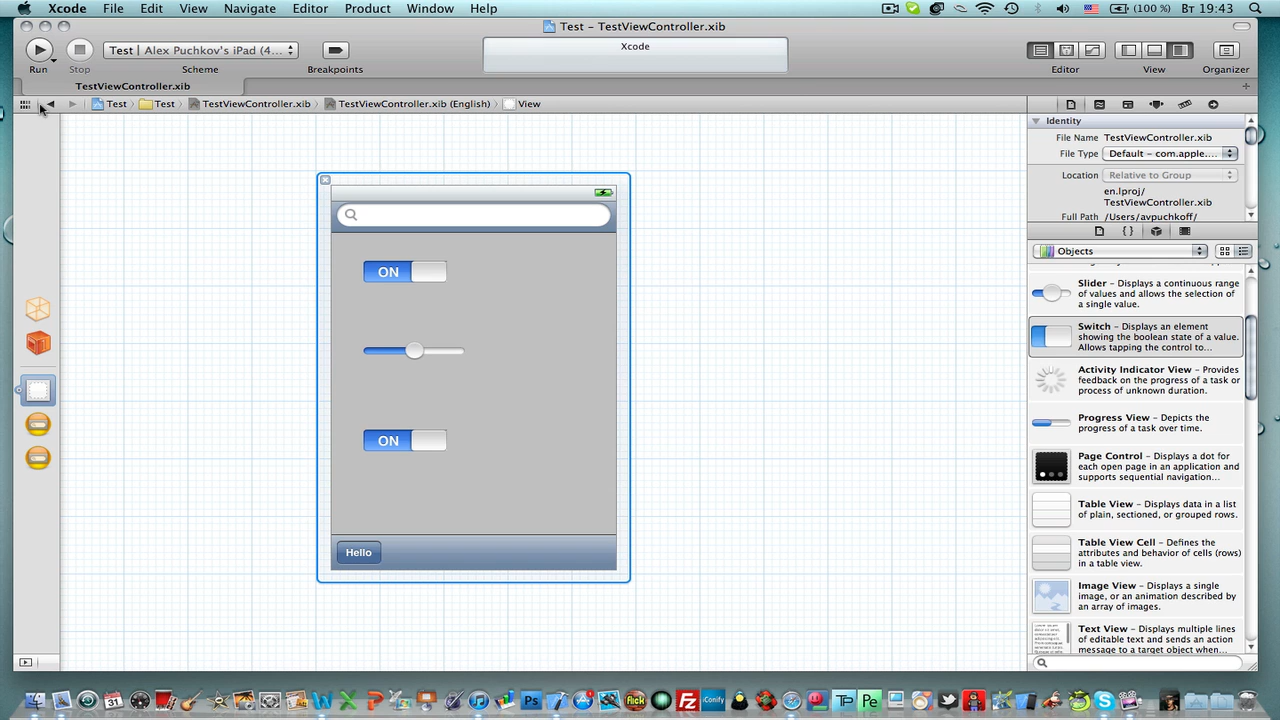 Xcode File Edit View Navigate Editor Product Window Help (100 %) Вт 19:43
Test – TestViewController.xib
Test | Alex Puchkov's iPad (4...
Xcode
Run Stop Scheme Breakpoints Editor View Organizer
TestViewController.xib
Test Test TestViewController.xib TestViewController.xib (English) View
Identity
File Name TestViewController.xib
File Type Default - com.apple....
Location Relative to Group
en.lproj/
TestViewController.xib
Full Path /Users/avpuchkoff/
Objects
Slider – Displays a continuous range
of values and allows the selection of
a single value.
Switch – Displays an element
showing the boolean state of a value.
Allows tapping the control to...
Activity Indicator View – Provides
feedback on the progress of a task or
process of unknown duration.
Progress View – Depicts the
progress of a task over time.
Page Control – Displays a dot for
each open page in an application and
supports sequential navigation...
Table View – Displays data in a list
of plain, sectioned, or grouped rows.
Table View Cell – Defines the
attributes and behavior of cells (rows)
in a table view.
Image View – Displays a single
image, or an animation described by
an array of images.
Text View – Displays multiple lines
of editable text and sends an action
message to a target object when...
ON
ON
Hello
31 W X P Ps flick Fz iConify TP Pe